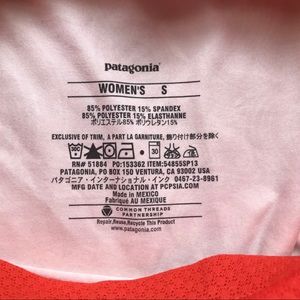 patagonia®
WOMEN'S S
85% POLYESTER 15% SPANDEX
85% POLYESTER 15% ELASTHANNE
ポリエステル85% ポリウレタン15%
EXCLUSIVE OF TRIM, A PART LA GARNITURE, 飾り付け部分を除く
30
RN# 51884 PO:153362 ITEM:54855SP13
PATAGONIA, PO BOX 150 VENTURA, CA 93002 USA
パタゴニア・インターナショナル・インク 0467-23-8961
MFG DATE AND LOCATION AT PCPSIA.COM
Made in MEXICO
Fabriqué AU MEXIQUE
COMMON THREADS
PARTNERSHIP
Repair, Reuse, Recycle This Product
www.patagonia.com